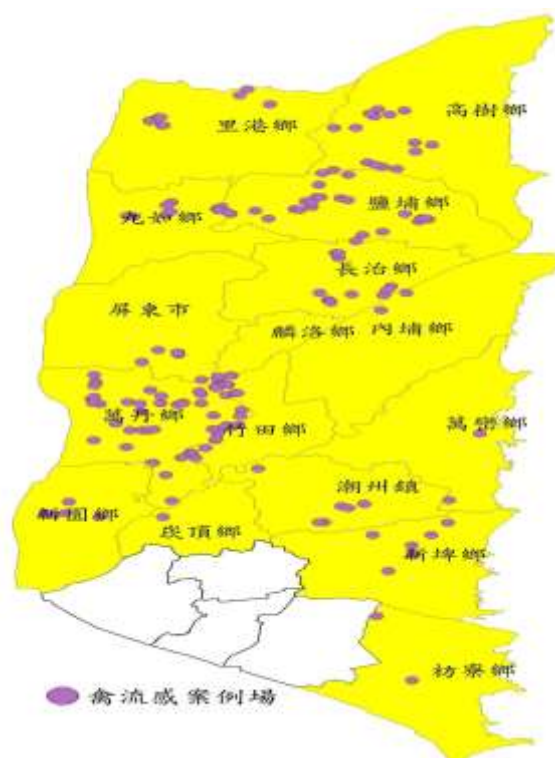 里港鄉
高樹鄉
九如鄉
鹽埔鄉
長治鄉
屏東市
麟洛鄉
內埔鄉
萬丹鄉
竹田鄉
萬巒鄉
潮州鎮
新園鄉
崁頂鄉
新埤鄉
枋寮鄉
禽流感案例場